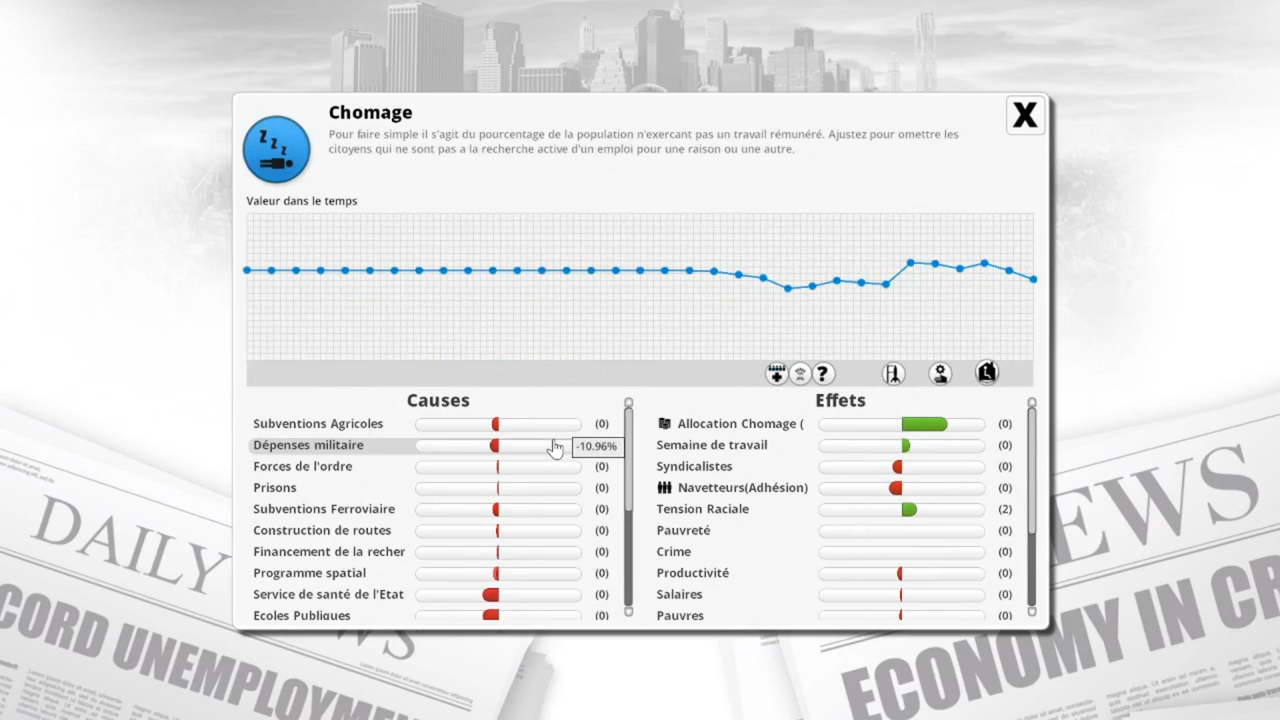 Chomage
X
Pour faire simple il s'agit du pourcentage de la population n'exercant pas un travail rémunéré. Ajustez pour omettre les
citoyens qui ne sont pas a la recherche active d'un emploi pour une raison ou une autre.
Valeur dans le temps
?
Causes
Subventions Agricoles (0)
Dépenses militaire -10.96%
Forces de l'ordre (0)
Prisons (0)
Subventions Ferroviaire (0)
Construction de routes (0)
Financement de la recher (0)
Programme spatial (0)
Service de santé de l'Etat (0)
Ecoles Publiques (0)
Effets
Allocation Chomage ( (0)
Semaine de travail (0)
Syndicalistes (0)
Navetteurs(Adhésion) (0)
Tension Raciale (2)
Pauvreté (0)
Crime (0)
Productivité (0)
Salaires (0)
Pauvres (0)
DAILY
WS
CORD UNEMPLOYME
EWS
ECONOMY IN CR